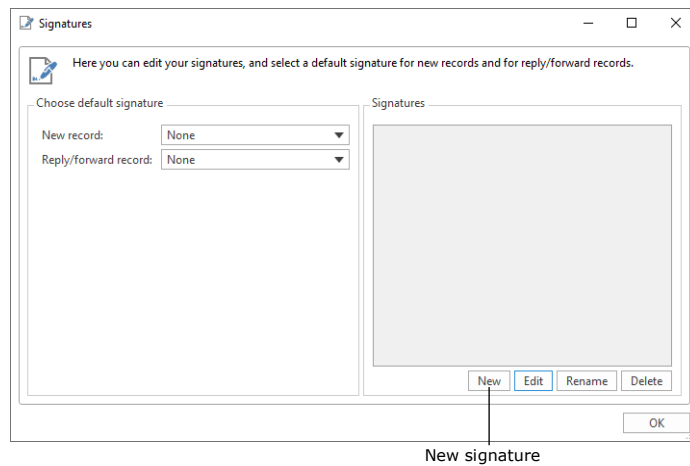 Signatures
Here you can edit your signatures, and select a default signature for new records and for reply/forward records.
Choose default signature
New record: None
Reply/forward record: None
Signatures
New Edit Rename Delete
OK
New signature